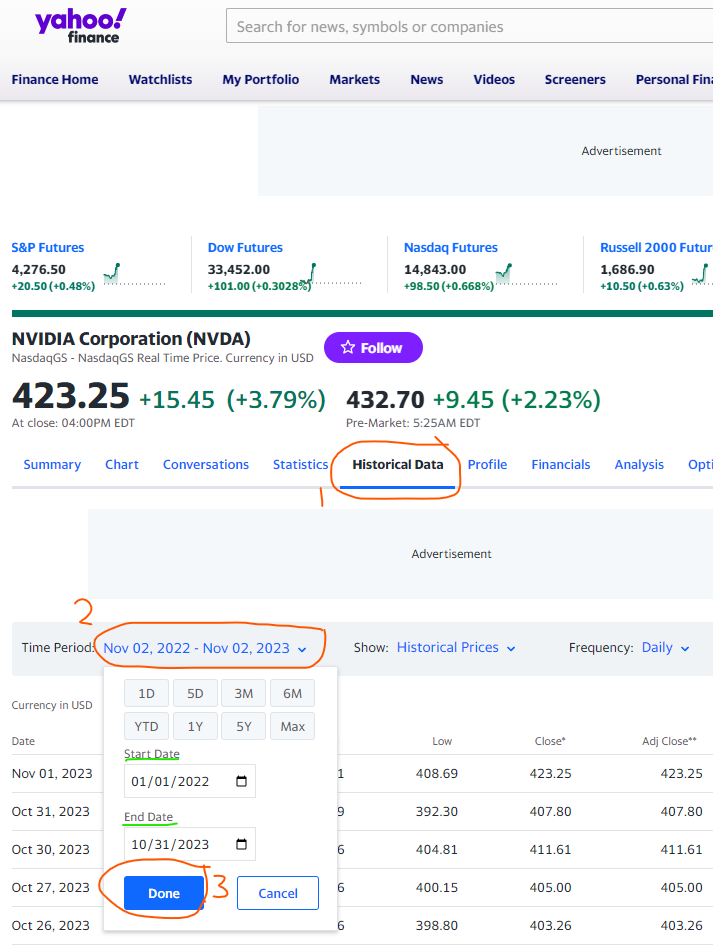 yahoo!
finance
Search for news, symbols or companies
Finance Home Watchlists My Portfolio Markets News Videos Screeners Personal Fina
Advertisement
S&P Futures Dow Futures Nasdaq Futures Russell 2000 Futur
4,276.50 33,452.00 14,843.00 1,686.90
+20.50 (+0.48%) +101.00 (+0.3028%) +98.50 (+0.668%) +10.50 (+0.63%)
NVIDIA Corporation (NVDA)
Follow
NasdaqGS - NasdaqGS Real Time Price. Currency in USD
423.25 +15.45 (+3.79%) 432.70 +9.45 (+2.23%)
At close: 04:00PM EDT Pre-Market: 5:25AM EDT
Summary Chart Conversations Statistics Historical Data Profile Financials Analysis Opti
1
Advertisement
2
Time Period: Nov 02, 2022 - Nov 02, 2023 Show: Historical Prices Frequency: Daily
1D 5D 3M 6M
Currency in USD
YTD 1Y 5Y Max
Date Low Close* Adj Close**
Start Date
Nov 01, 2023 01/01/2022 1 408.69 423.25 423.25
Oct 31, 2023 End Date 9 392.30 407.80 407.80
Oct 30, 2023 10/31/2023 6 404.81 411.61 411.61
Oct 27, 2023 Done 3 Cancel 6 400.15 405.00 405.00
Oct 26, 2023 6 398.80 403.26 403.26